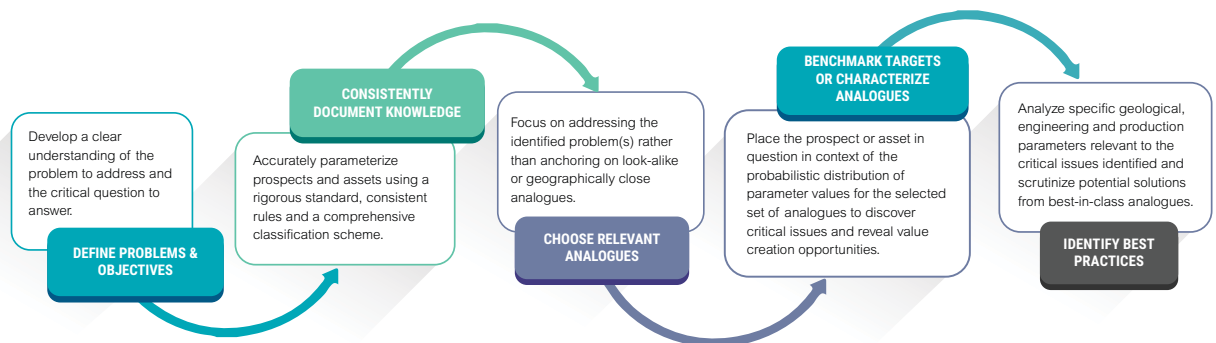 Develop a clear
understanding of the
problem to address and
the critical question to
answer.
DEFINE PROBLEMS &
OBJECTIVES
CONSISTENTLY
DOCUMENT KNOWLEDGE
Accurately parameterize
prospects and assets using a
rigorous standard, consistent
rules and a comprehensive
classification scheme.
Focus on addressing the
identified problem(s) rather
than anchoring on look-alike
or geographically close
analogues.
CHOOSE RELEVANT
ANALOGUES
BENCHMARK TARGETS
OR CHARACTERIZE
ANALOGUES
Place the prospect or asset in
question in context of the
probabilistic distribution of
parameter values for the selected
set of analogues to discover
critical issues and reveal value
creation opportunities.
Analyze specific geological,
engineering and production
parameters relevant to the
critical issues identified and
scrutinize potential solutions
from best-in-class analogues.
IDENTIFY BEST
PRACTICES